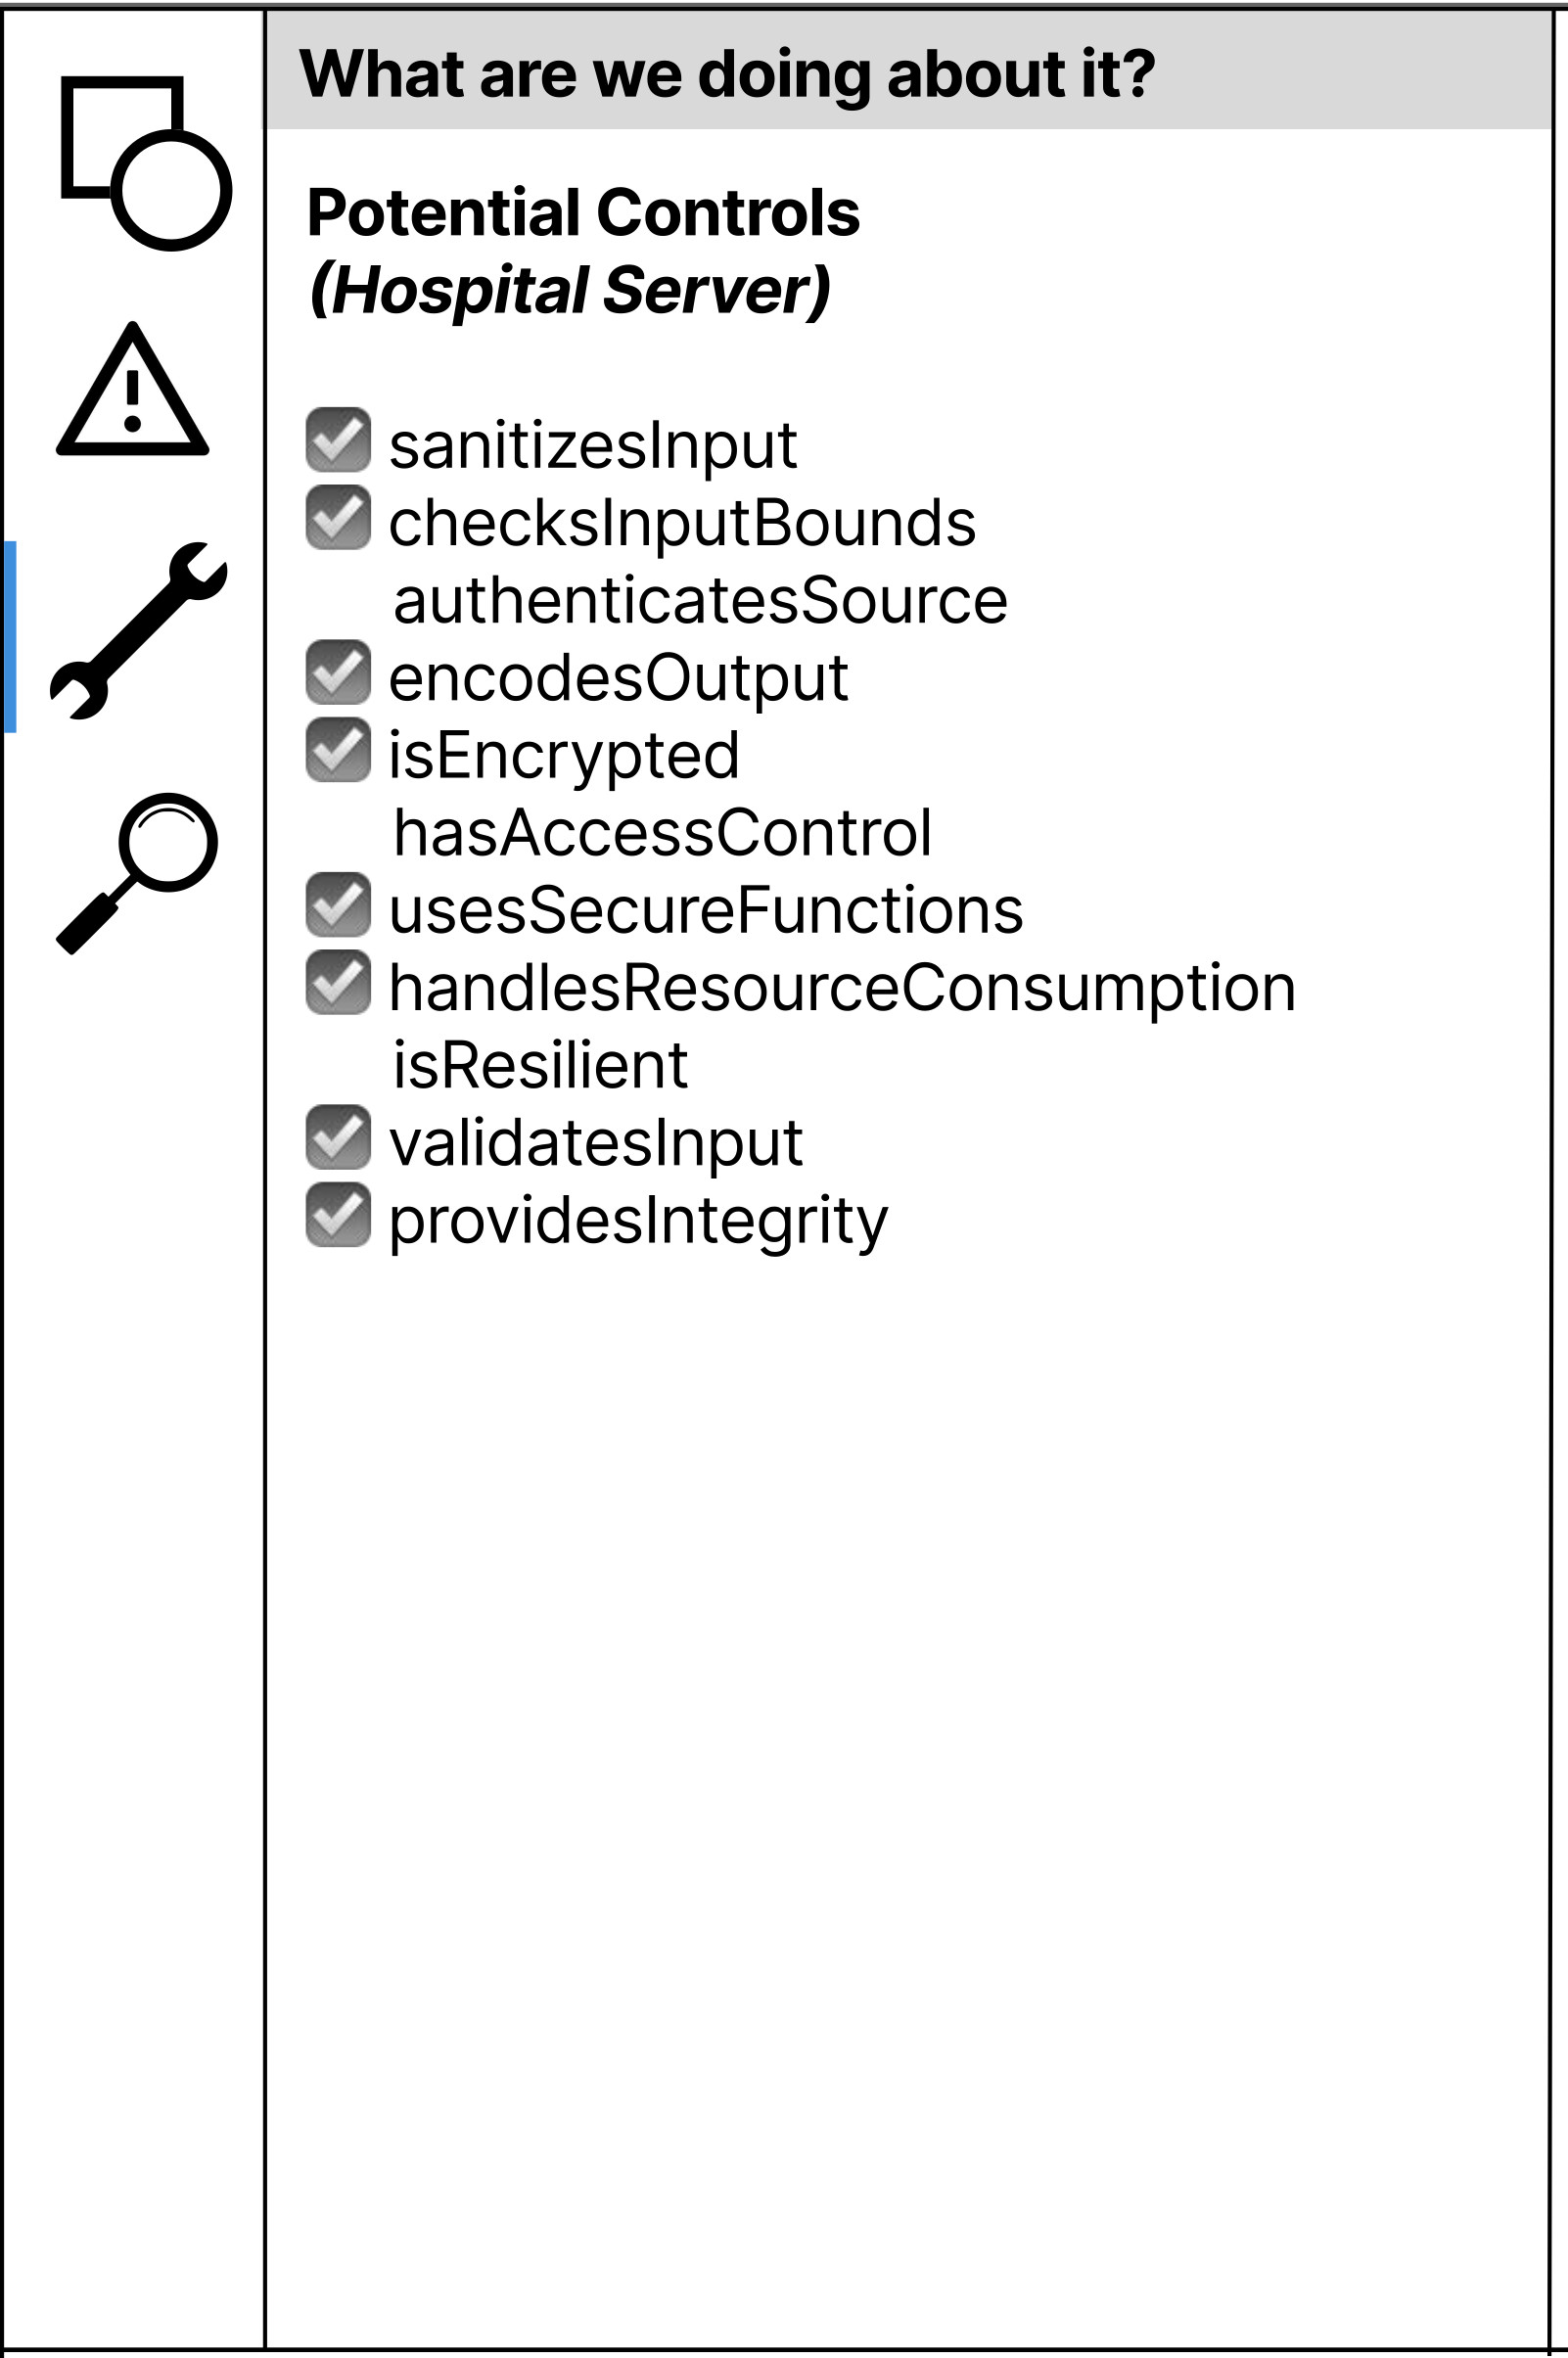 What are we doing about it?
Potential Controls
(Hospital Server)
sanitizesInput
checksInputBounds
authenticatesSource
encodesOutput
isEncrypted
hasAccessControl
usesSecureFunctions
handlesResourceConsumption
isResilient
validatesInput
providesIntegrity